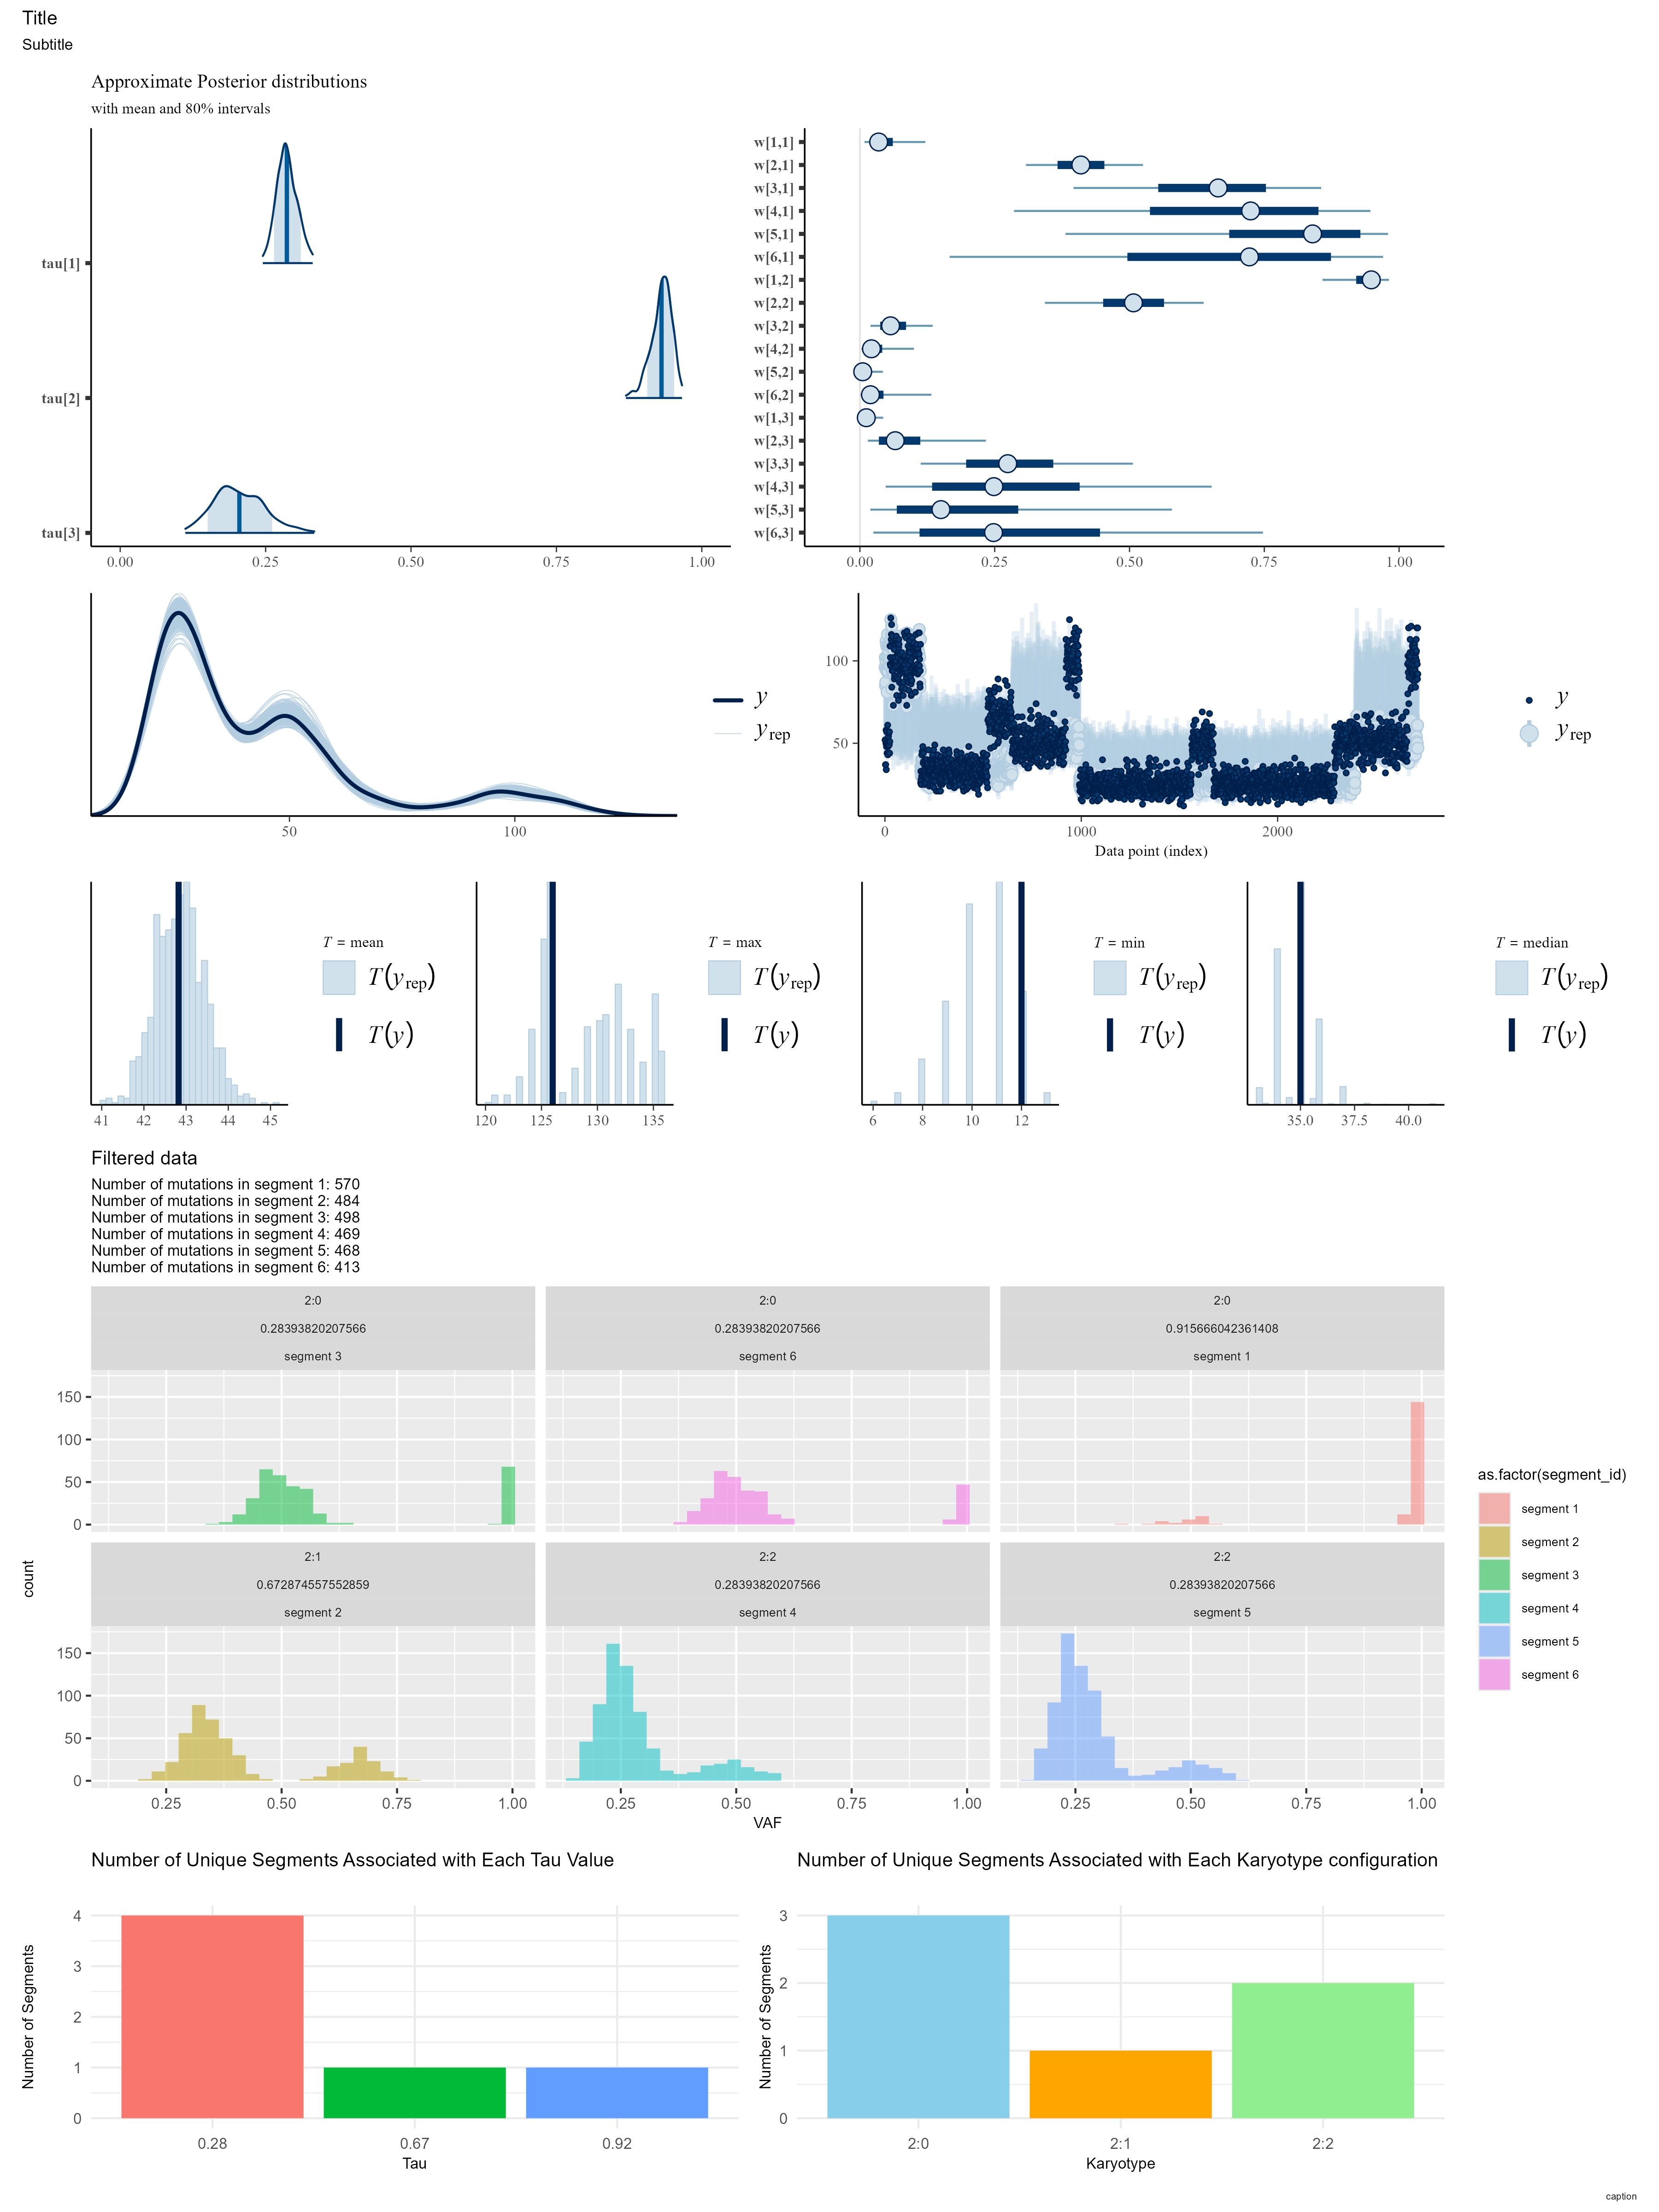 Title
Subtitle
Approximate Posterior distributions
with mean and 80% intervals
tau[1]
tau[2]
tau[3]
0.00 0.25 0.50 0.75 1.00
w[1,1]
w[2,1]
w[3,1]
w[4,1]
w[5,1]
w[6,1]
w[1,2]
w[2,2]
w[3,2]
w[4,2]
w[5,2]
w[6,2]
w[1,3]
w[2,3]
w[3,3]
w[4,3]
w[5,3]
w[6,3]
0.00 0.25 0.50 0.75 1.00
y
yrep
50 100
100
50
0 1000 2000
Data point (index)
y
yrep
T = mean
T(yrep)
T(y)
41 42 43 44 45
T = max
T(yrep)
T(y)
120 125 130 135
T = min
T(yrep)
T(y)
6 8 10 12
T = median
T(yrep)
T(y)
35.0 37.5 40.0
Filtered data
Number of mutations in segment 1: 570
Number of mutations in segment 2: 484
Number of mutations in segment 3: 498
Number of mutations in segment 4: 469
Number of mutations in segment 5: 468
Number of mutations in segment 6: 413
2:0 2:0 2:0
0.28393820207566 0.28393820207566 0.915666042361408
segment 3 segment 6 segment 1
150
100
50
0
2:1 2:2 2:2
0.672874557552859 0.28393820207566 0.28393820207566
segment 2 segment 4 segment 5
150
100
50
0
0.25 0.50 0.75 1.00 0.25 0.50 0.75 1.00 0.25 0.50 0.75 1.00
VAF
count
as.factor(segment_id)
segment 1
segment 2
segment 3
segment 4
segment 5
segment 6
Number of Unique Segments Associated with Each Tau Value
Number of Segments
4
3
2
1
0
0.28 0.67 0.92
Tau
Number of Unique Segments Associated with Each Karyotype configuration
Number of Segments
3
2
1
0
2:0 2:1 2:2
Karyotype
caption